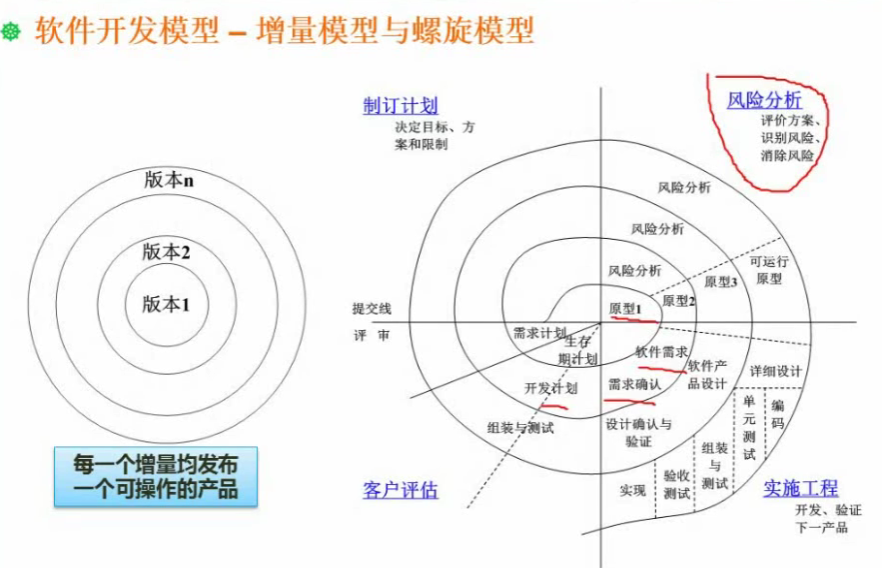 软件开发模型 – 增量模型与螺旋模型
版本n
版本2
版本1
每一个增量均发布
一个可操作的产品
制订计划
决定目标、方
案和限制
风险分析
评价方案、
识别风险、
消除风险
风险分析
风险分析
风险分析
可运行
原型
原型3
原型2
原型1
提交线
评 审
需求计划
生存
期计划
开发计划
组装与测试
软件需求
需求确认
软件产
品设计
设计确认与
验证
详细设计
单
元
测
试
编
码
组装
与
测试
验收
测试
实现
客户评估
实施工程
开发、验证
下一产品